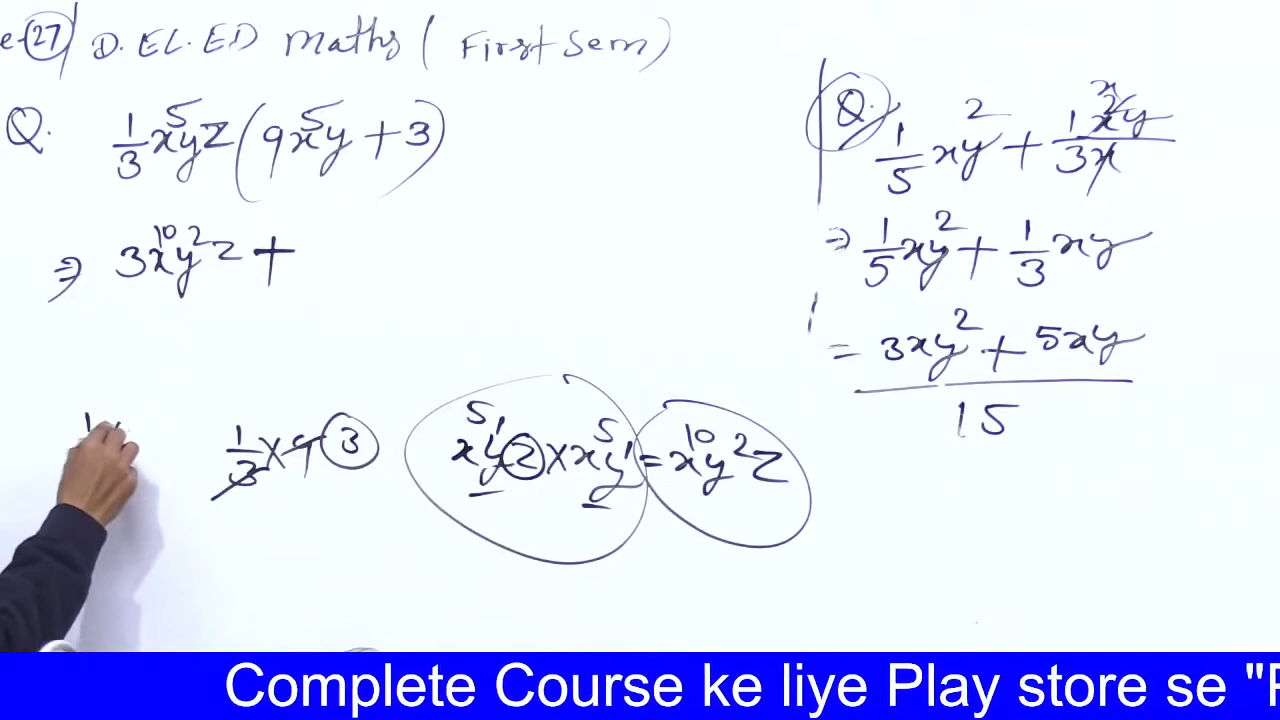 e-27 D.EL.ED Maths (First Sem)
Q. 1/3 x⁵yz(9x⁵y + 3)
⇒ 3x¹⁰y²z +
1/3 × 9 3
x⁵y¹z × x⁵y¹ = x¹⁰y²z
Q. 1/5 xy² + 1x²y/3x
x
⇒ 1/5 xy² + 1/3 xy
= 3xy² + 5xy
15
Complete Course ke liye Play store se "